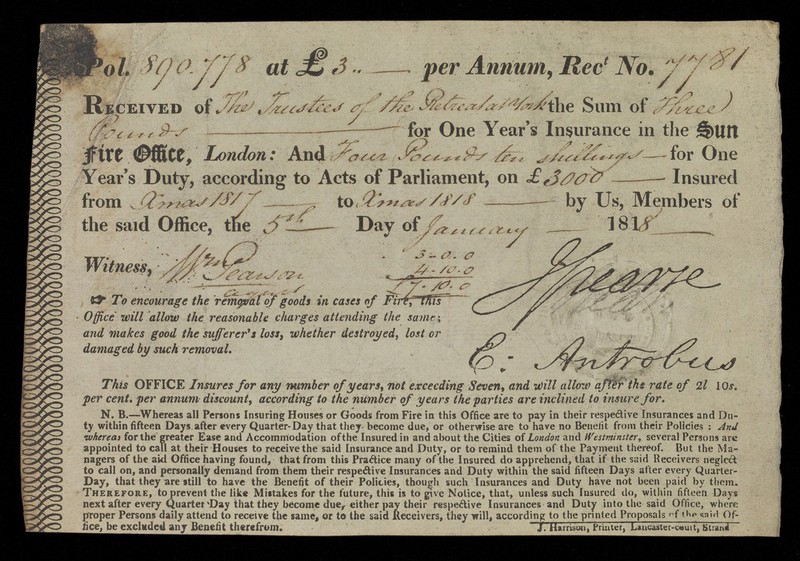 Pol. 890.778 at £3.. — per Annum, Rect No. 7781
RECEIVED of The Trustees of the Retreat at York the Sum of Three
Pounds — for One Year's Insurance in the Sun
Fire Office, London: And Four Pounds ten shillings — for One
Year's Duty, according to Acts of Parliament, on £3000 — Insured
from Xmas 1817 — to Xmas 1818 — by Us, Members of
the said Office, the 5th — Day of January — 1818 —
Witness, Wm Pearson
agent
3-0.0
4.10.0
£7.10.0
J Pearse
E: Antrobus
☞ To encourage the removal of goods in cases of Fire, this
Office will allow the reasonable charges attending the same;
and makes good the sufferer's loss, whether destroyed, lost or
damaged by such removal.
This OFFICE Insures for any number of years, not exceeding Seven, and will allow after the rate of 2l 10s.
per cent. per annum discount, according to the number of years the parties are inclined to insure for.
N. B.—Whereas all Persons Insuring Houses or Goods from Fire in this Office are to pay in their respective Insurances and Du-
ty within fifteen Days after every Quarter-Day that they become due, or otherwise are to have no Benefit from their Policies : And
whereas for the greater Ease and Accommodation of the Insured in and about the Cities of London and Westminster, several Persons are
appointed to call at their Houses to receive the said Insurance and Duty, or to remind them of the Payment thereof. But the Ma-
nagers of the aid Office having found, that from this Practice many of the Insured do apprehend, that if the said Receivers neglect
to call on, and personally demand from them their respective Insurances and Duty within the said fifteen Days after every Quarter-
Day, that they are still to have the Benefit of their Policies, though such Insurances and Duty have not been paid by them.
THEREFORE, to prevent the like Mistakes for the future, this is to give Notice, that, unless such Insured do, within fifteen Days
next after every Quarter-Day that they become due, either pay their respective Insurances and Duty into the said Office, where
proper Persons daily attend to receive the same, or to the said Receivers, they will, according to the printed Proposals of the said Of-
fice, be excluded any Benefit therefrom.
J. Harrison, Printer, Lancaster-court, Strand